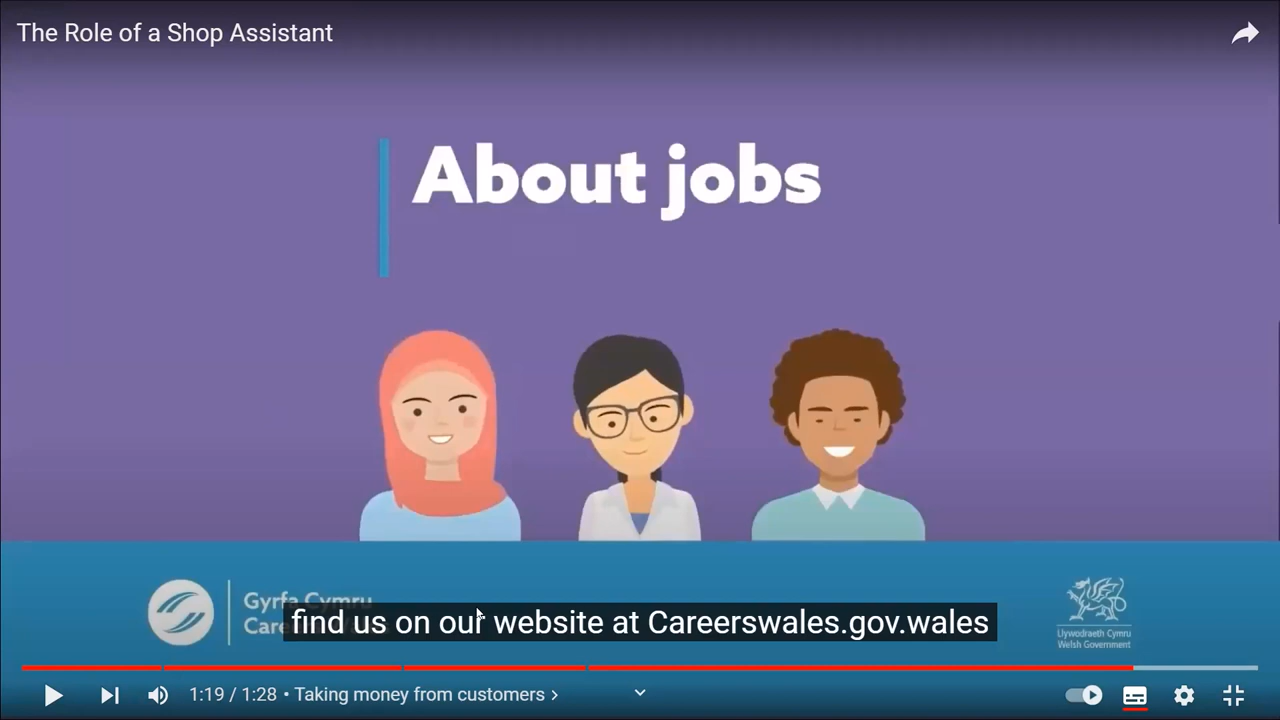 The Role of a Shop Assistant
About jobs
Gyrfa Cymru
find us on our website at Careerswales.gov.wales
Llywodraeth Cymru
Welsh Government
1:19 / 1:28 • Taking money from customers